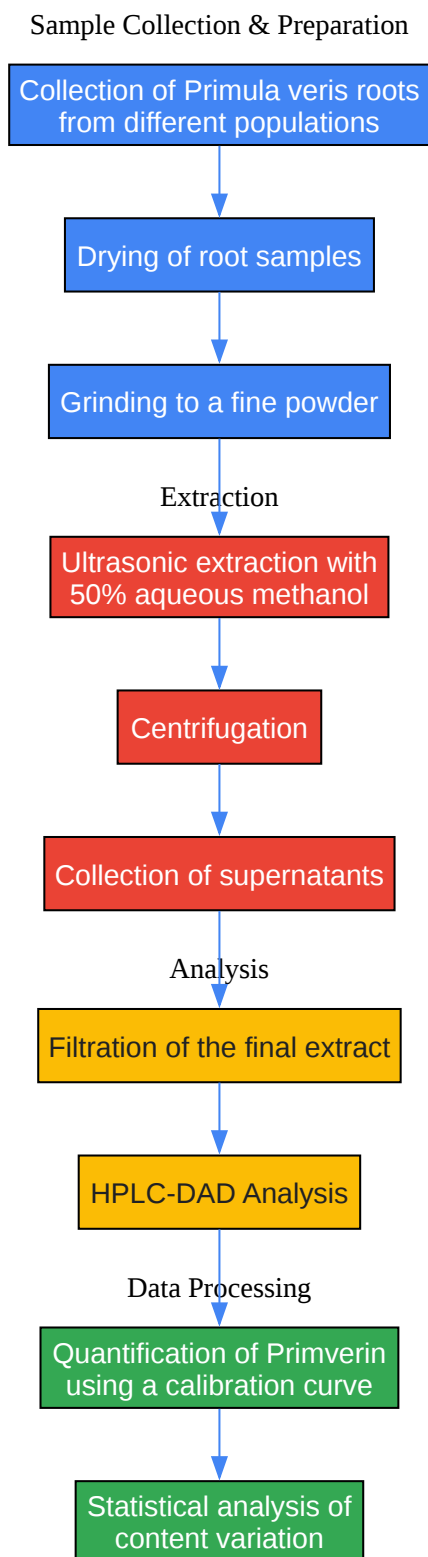 Sample Collection & Preparation
Collection of Primula veris roots
from different populations
Drying of root samples
Grinding to a fine powder
Extraction
Ultrasonic extraction with
50% aqueous methanol
Centrifugation
Collection of supernatants
Analysis
Filtration of the final extract
HPLC-DAD Analysis
Data Processing
Quantification of Primverin
using a calibration curve
Statistical analysis of
content variation